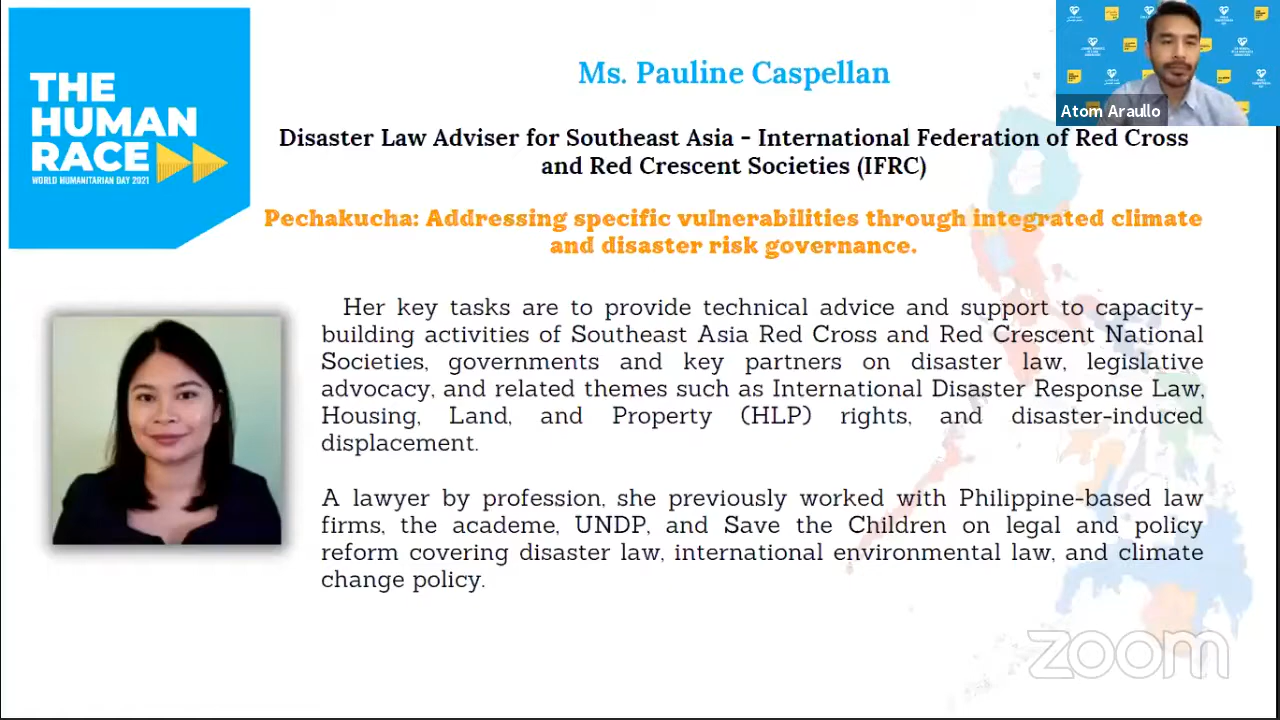 THE
HUMAN
RACE
WORLD HUMANITARIAN DAY 2021
Ms. Pauline Caspellan
Atom Araullo
Disaster Law Adviser for Southeast Asia - International Federation of Red Cross
and Red Crescent Societies (IFRC)
Pechakucha: Addressing specific vulnerabilities through integrated climate
and disaster risk governance.
Her key tasks are to provide technical advice and support to capacity-
building activities of Southeast Asia Red Cross and Red Crescent National
Societies, governments and key partners on disaster law, legislative
advocacy, and related themes such as International Disaster Response Law,
Housing, Land, and Property (HLP) rights, and disaster-induced
displacement.
A lawyer by profession, she previously worked with Philippine-based law
firms, the academe, UNDP, and Save the Children on legal and policy
reform covering disaster law, international environmental law, and climate
change policy.
zoom